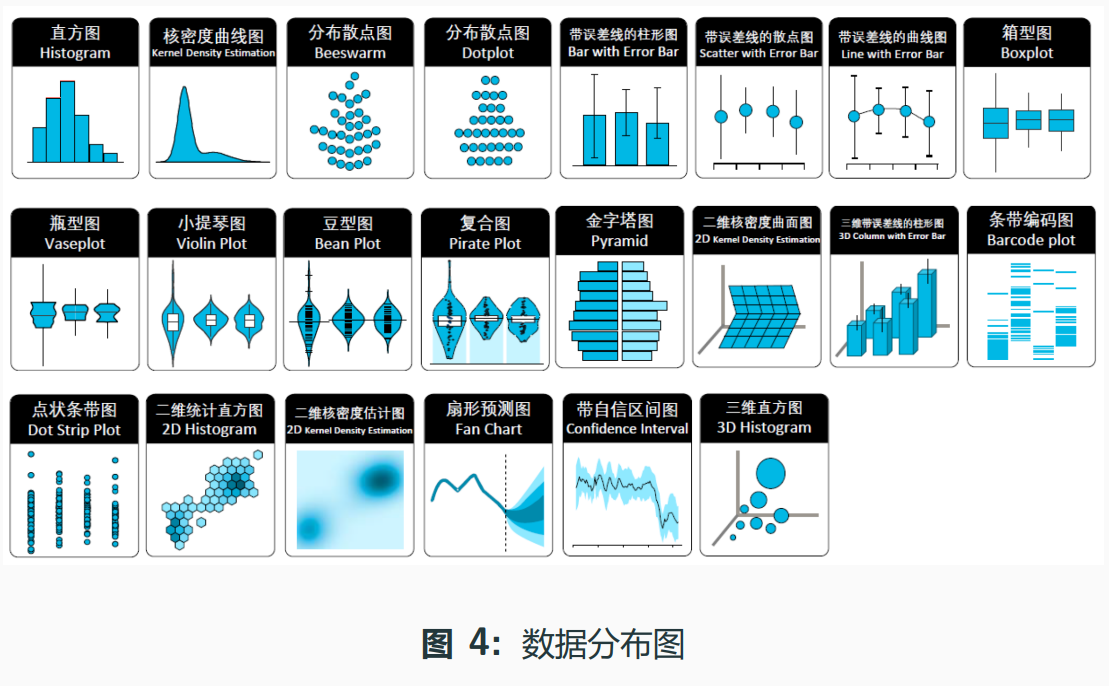 直方图
Histogram
核密度曲线图
Kernel Density Estimation
分布散点图
Beeswarm
分布散点图
Dotplot
带误差线的柱形图
Bar with Error Bar
带误差线的散点图
Scatter with Error Bar
带误差线的曲线图
Line with Error Bar
箱型图
Boxplot
瓶型图
Vaseplot
小提琴图
Violin Plot
豆型图
Bean Plot
复合图
Pirate Plot
金字塔图
Pyramid
二维核密度曲面图
2D Kernel Density Estimation
三维带误差线的柱形图
3D Column with Error Bar
条带编码图
Barcode plot
点状条带图
Dot Strip Plot
二维统计直方图
2D Histogram
二维核密度估计图
2D Kernel Density Estimation
扇形预测图
Fan Chart
带自信区间图
Confidence Interval
三维直方图
3D Histogram
图 4: 数据分布图